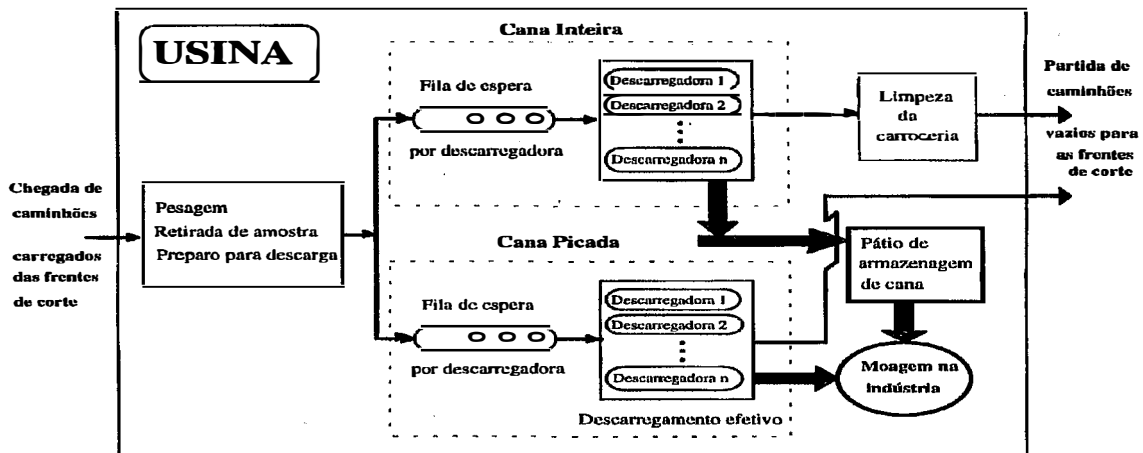 USINA
Chegada de
caminhões
carregados
das frentes
de corte
Pesagem
Retirada de amostra
Preparo para descarga
Cana Inteira
Fila de espera
por descarregadora
Descarregadora 1
Descarregadora 2
Descarregadora n
Limpeza
da
carroceria
Partida de
caminhões
vazios para
as frentes
de corte
Cana Picada
Fila de espera
por descarregadora
Descarregadora 1
Descarregadora 2
Descarregadora n
Descarregamento efetivo
Pátio de
armazenagem
de cana
Moagem na
indústria